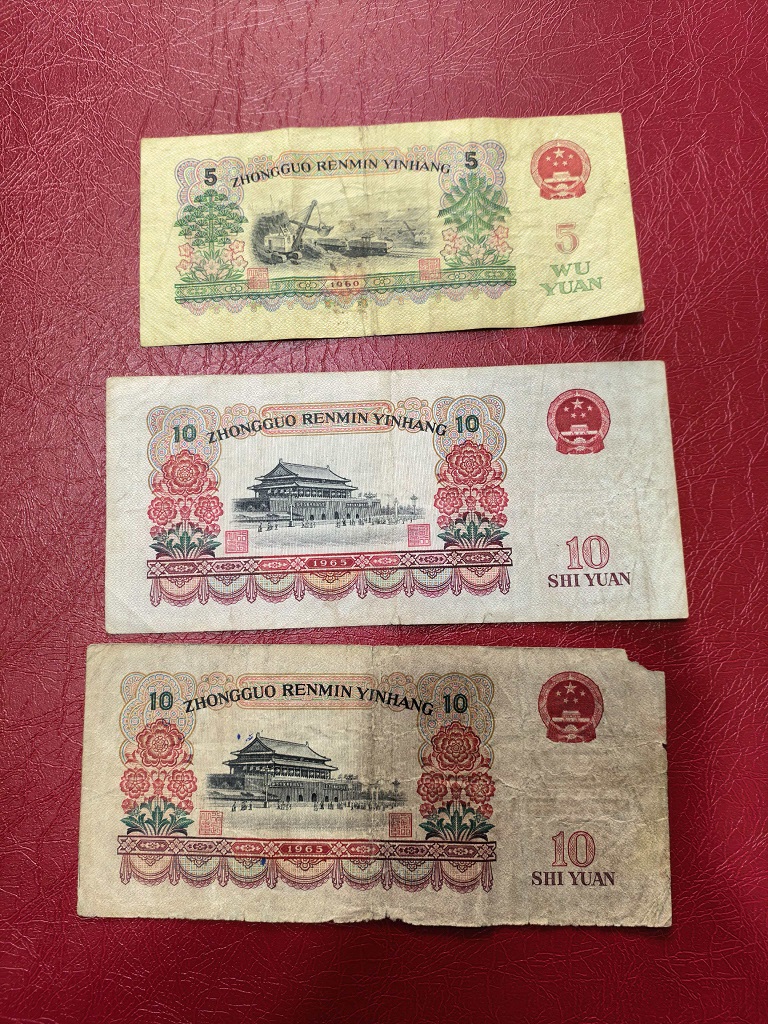 5 ZHONGGUO RENMIN YINHANG 5
1960
5
WU
YUAN
10 ZHONGGUO RENMIN YINHANG 10
1965
10
SHI YUAN
10 ZHONGGUO RENMIN YINHANG 10
1965
10
SHI YUAN